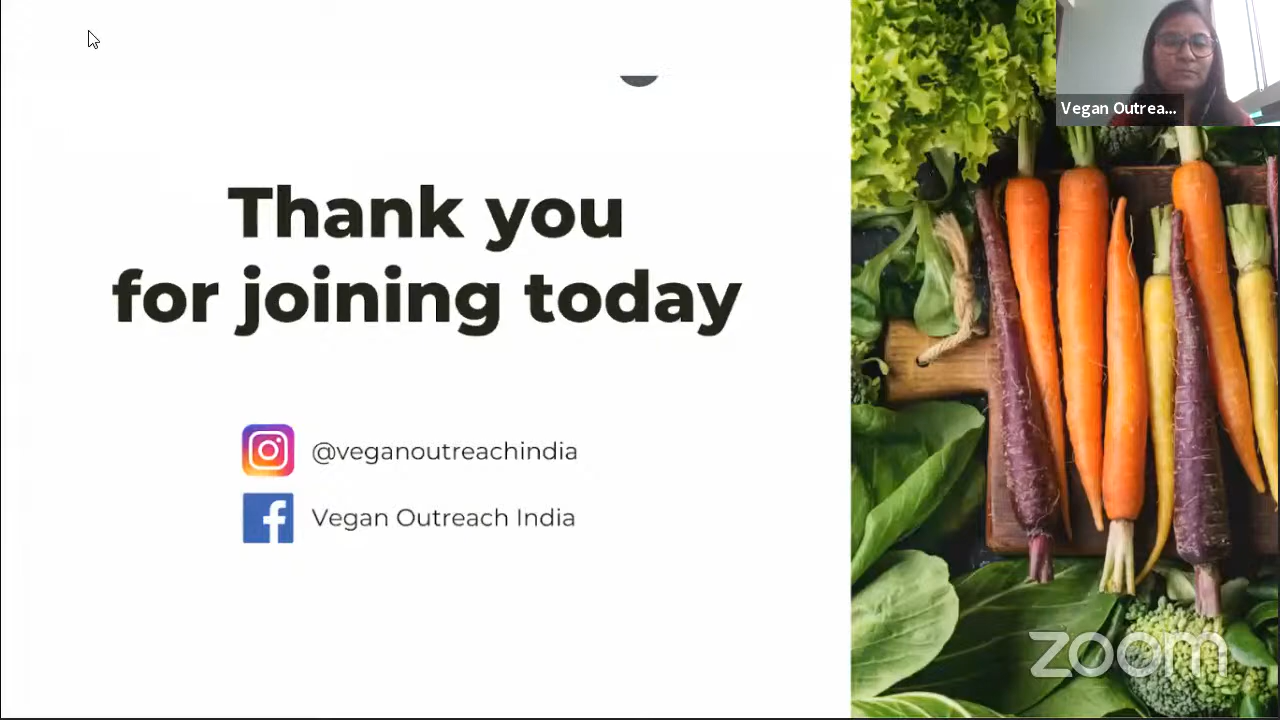 Vegan Outrea...
Thank you
for joining today
@veganoutreachindia
Vegan Outreach India
zoom